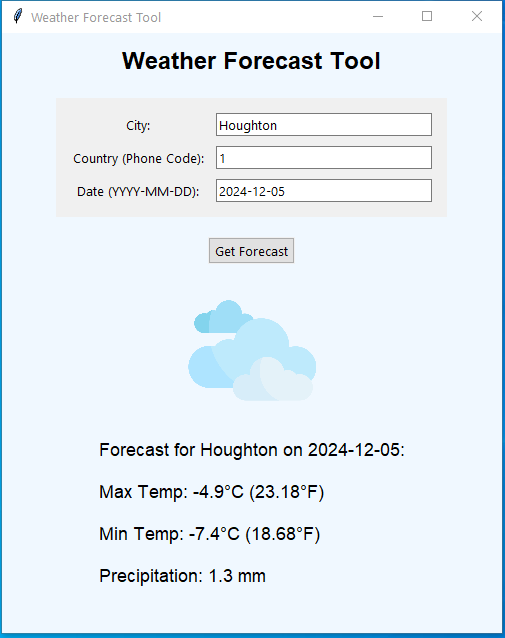 Weather Forecast Tool
Weather Forecast Tool
City: Houghton
Country (Phone Code): 1
Date (YYYY-MM-DD): 2024-12-05
Get Forecast
Forecast for Houghton on 2024-12-05:
Max Temp: -4.9°C (23.18°F)
Min Temp: -7.4°C (18.68°F)
Precipitation: 1.3 mm